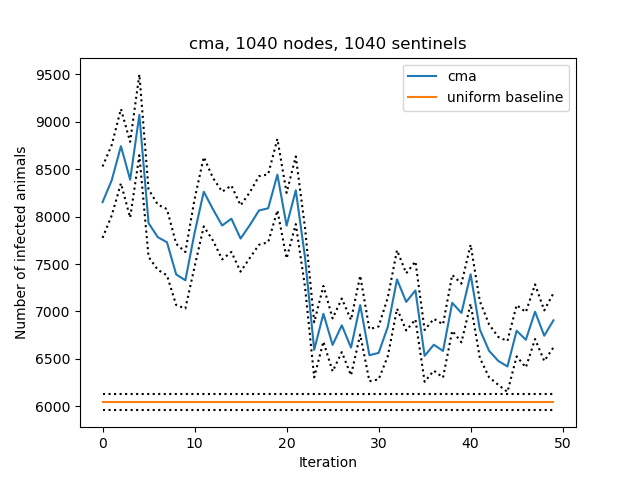 cma, 1040 nodes, 1040 sentinels
cma
uniform baseline
Number of infected animals
9500
9000
8500
8000
7500
7000
6500
6000
0 10 20 30 40 50
Iteration